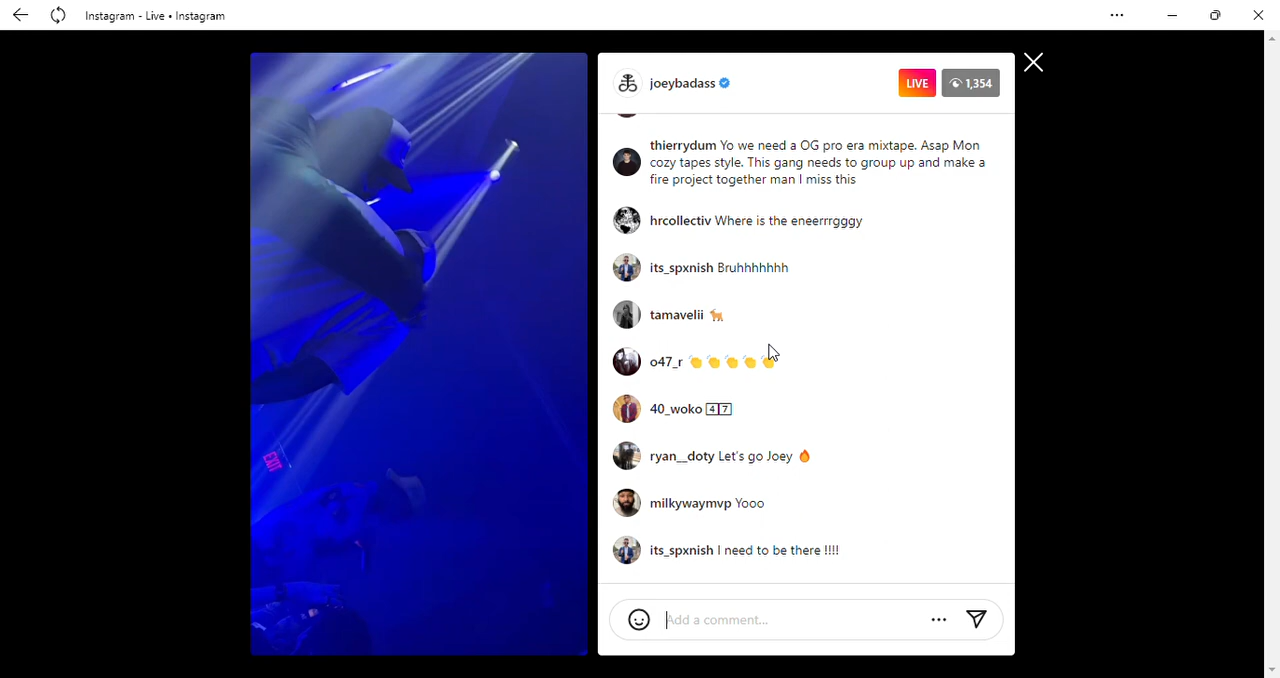 Instagram - Live • Instagram
joeybadass
LIVE
1,354
thierrydum Yo we need a OG pro era mixtape. Asap Mon
cozy tapes style. This gang needs to group up and make a
fire project together man I miss this
hrcollectiv Where is the eneerrrgggy
its_spxnish Bruhhhhhhh
tamavelii 🐐
o47_r 👏👏👏👏👏
40_woko 4 7
ryan__doty Let's go Joey 🔥
milkywaymvp Yooo
its_spxnish I need to be there !!!!
Add a comment...
EXIT